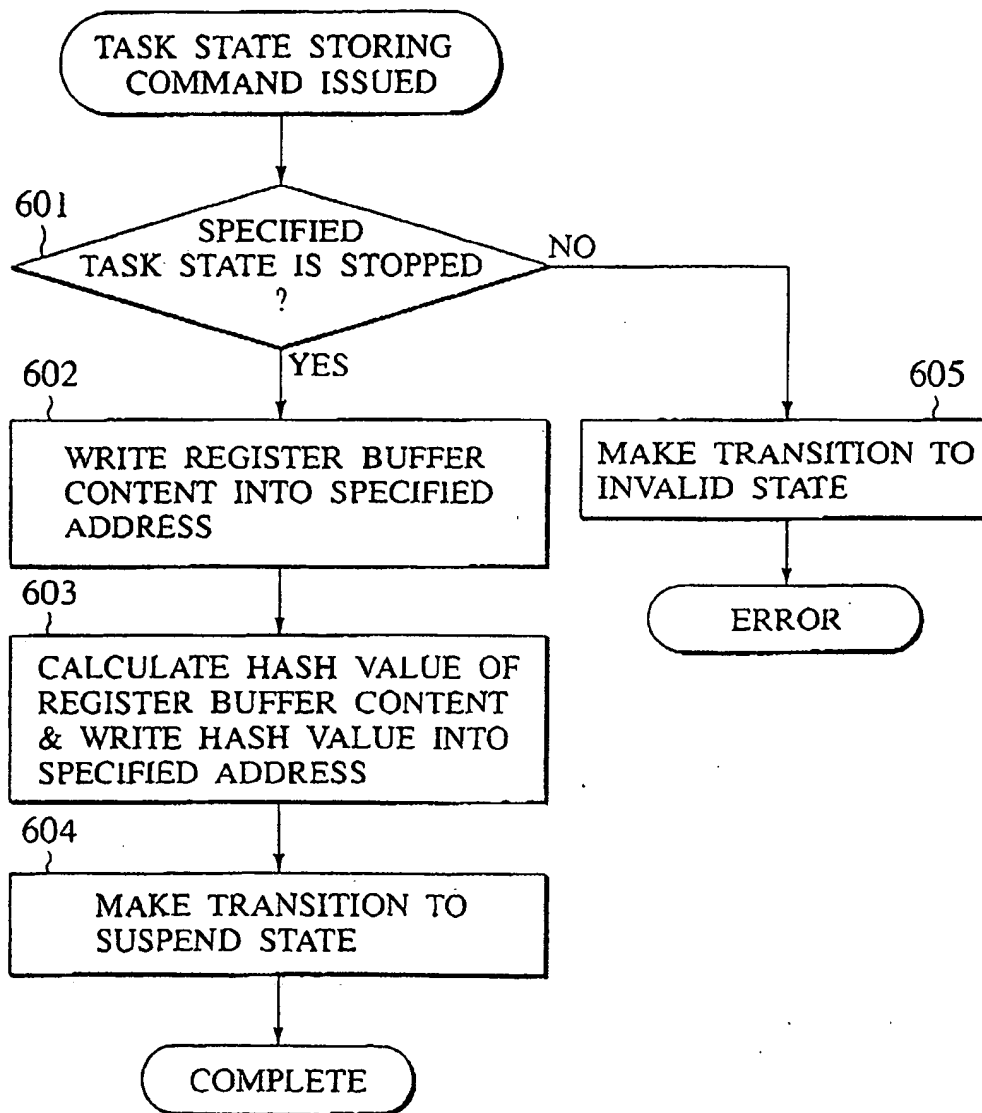 TASK STATE STORING
COMMAND ISSUED
601
SPECIFIED
TASK STATE IS STOPPED
?
NO
YES
602
WRITE REGISTER BUFFER
CONTENT INTO SPECIFIED
ADDRESS
605
MAKE TRANSITION TO
INVALID STATE
ERROR
603
CALCULATE HASH VALUE OF
REGISTER BUFFER CONTENT
& WRITE HASH VALUE INTO
SPECIFIED ADDRESS
604
MAKE TRANSITION TO
SUSPEND STATE
COMPLETE